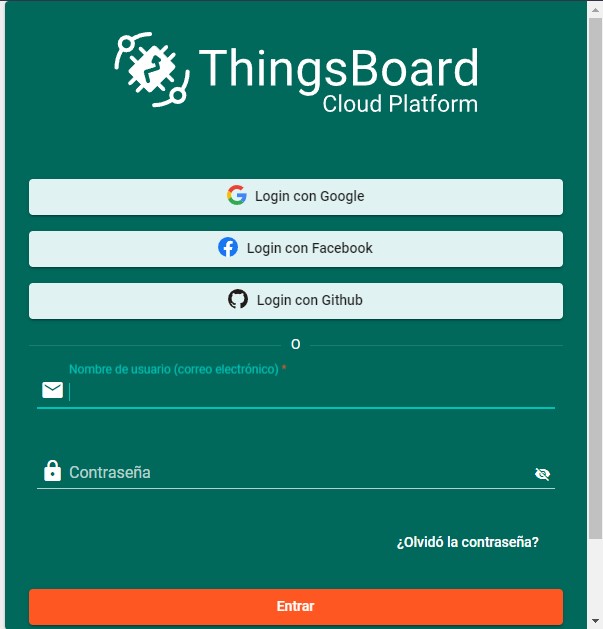 ThingsBoard
Cloud Platform
Login con Google
Login con Facebook
Login con Github
O
Nombre de usuario (correo electrónico) *
Contraseña
¿Olvidó la contraseña?
Entrar